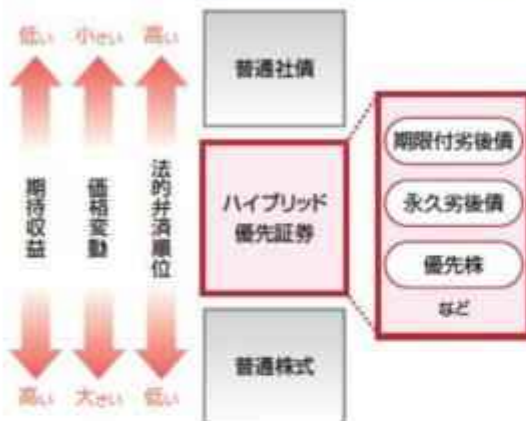 低い 小さい 高い
普通社債
期待収益
価格変動
法的弁済順位
ハイブリッド
優先証券
期限付劣後債
永久劣後債
優先株
など
普通株式
高い 大さい 低い